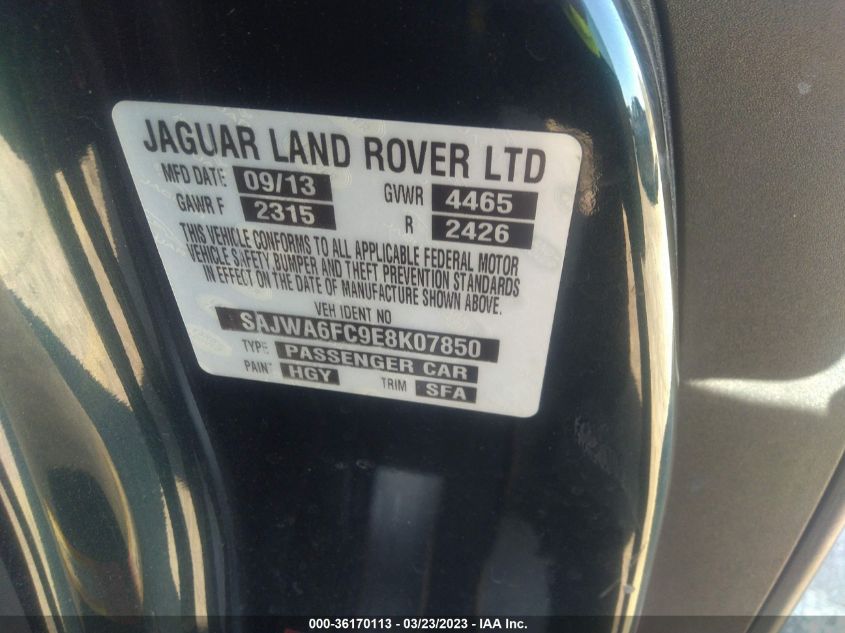 JAGUAR LAND ROVER LTD
MFD DATE 09/13 GVWR 4465
GAWR F 2315 R 2426
THIS VEHICLE CONFORMS TO ALL APPLICABLE FEDERAL MOTOR
VEHICLE SAFETY BUMPER AND THEFT PREVENTION STANDARDS
IN EFFECT ON THE DATE OF MANUFACTURE SHOWN ABOVE.
VEH IDENT NO
SAJWA6FC9E8K07850
TYPE PASSENGER CAR
PAINT HGY TRIM SFA
000-36170113 - 03/23/2023 - IAA Inc.